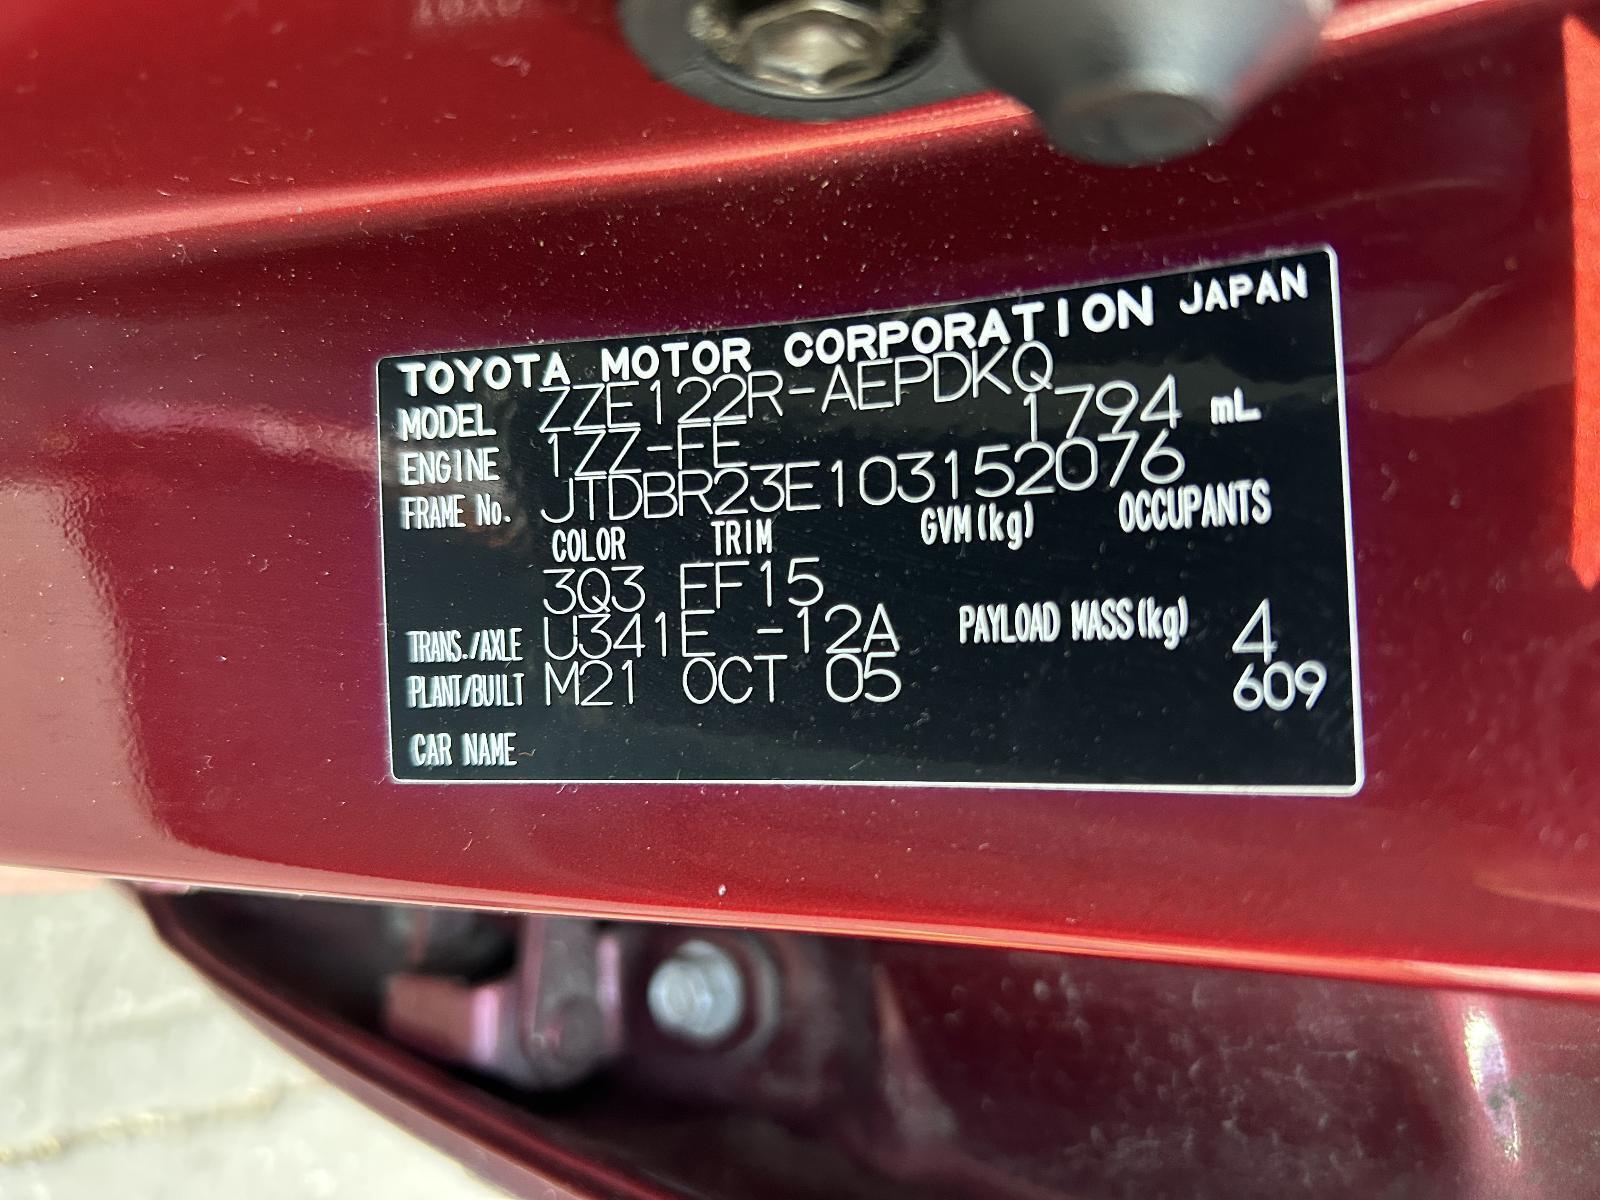 TOYOTA MOTOR CORPORATION JAPAN
MODEL ZZE122R-AEPDKQ
ENGINE 1ZZ-FE 1794 mL
FRAME No. JTDBR23E103152076
COLOR TRIM GVM(kg) OCCUPANTS
3Q3 EF15
TRANS./AXLE U341E -12A PAYLOAD MASS(kg) 4
PLANT/BUILT M21 OCT 05 609
CAR NAME